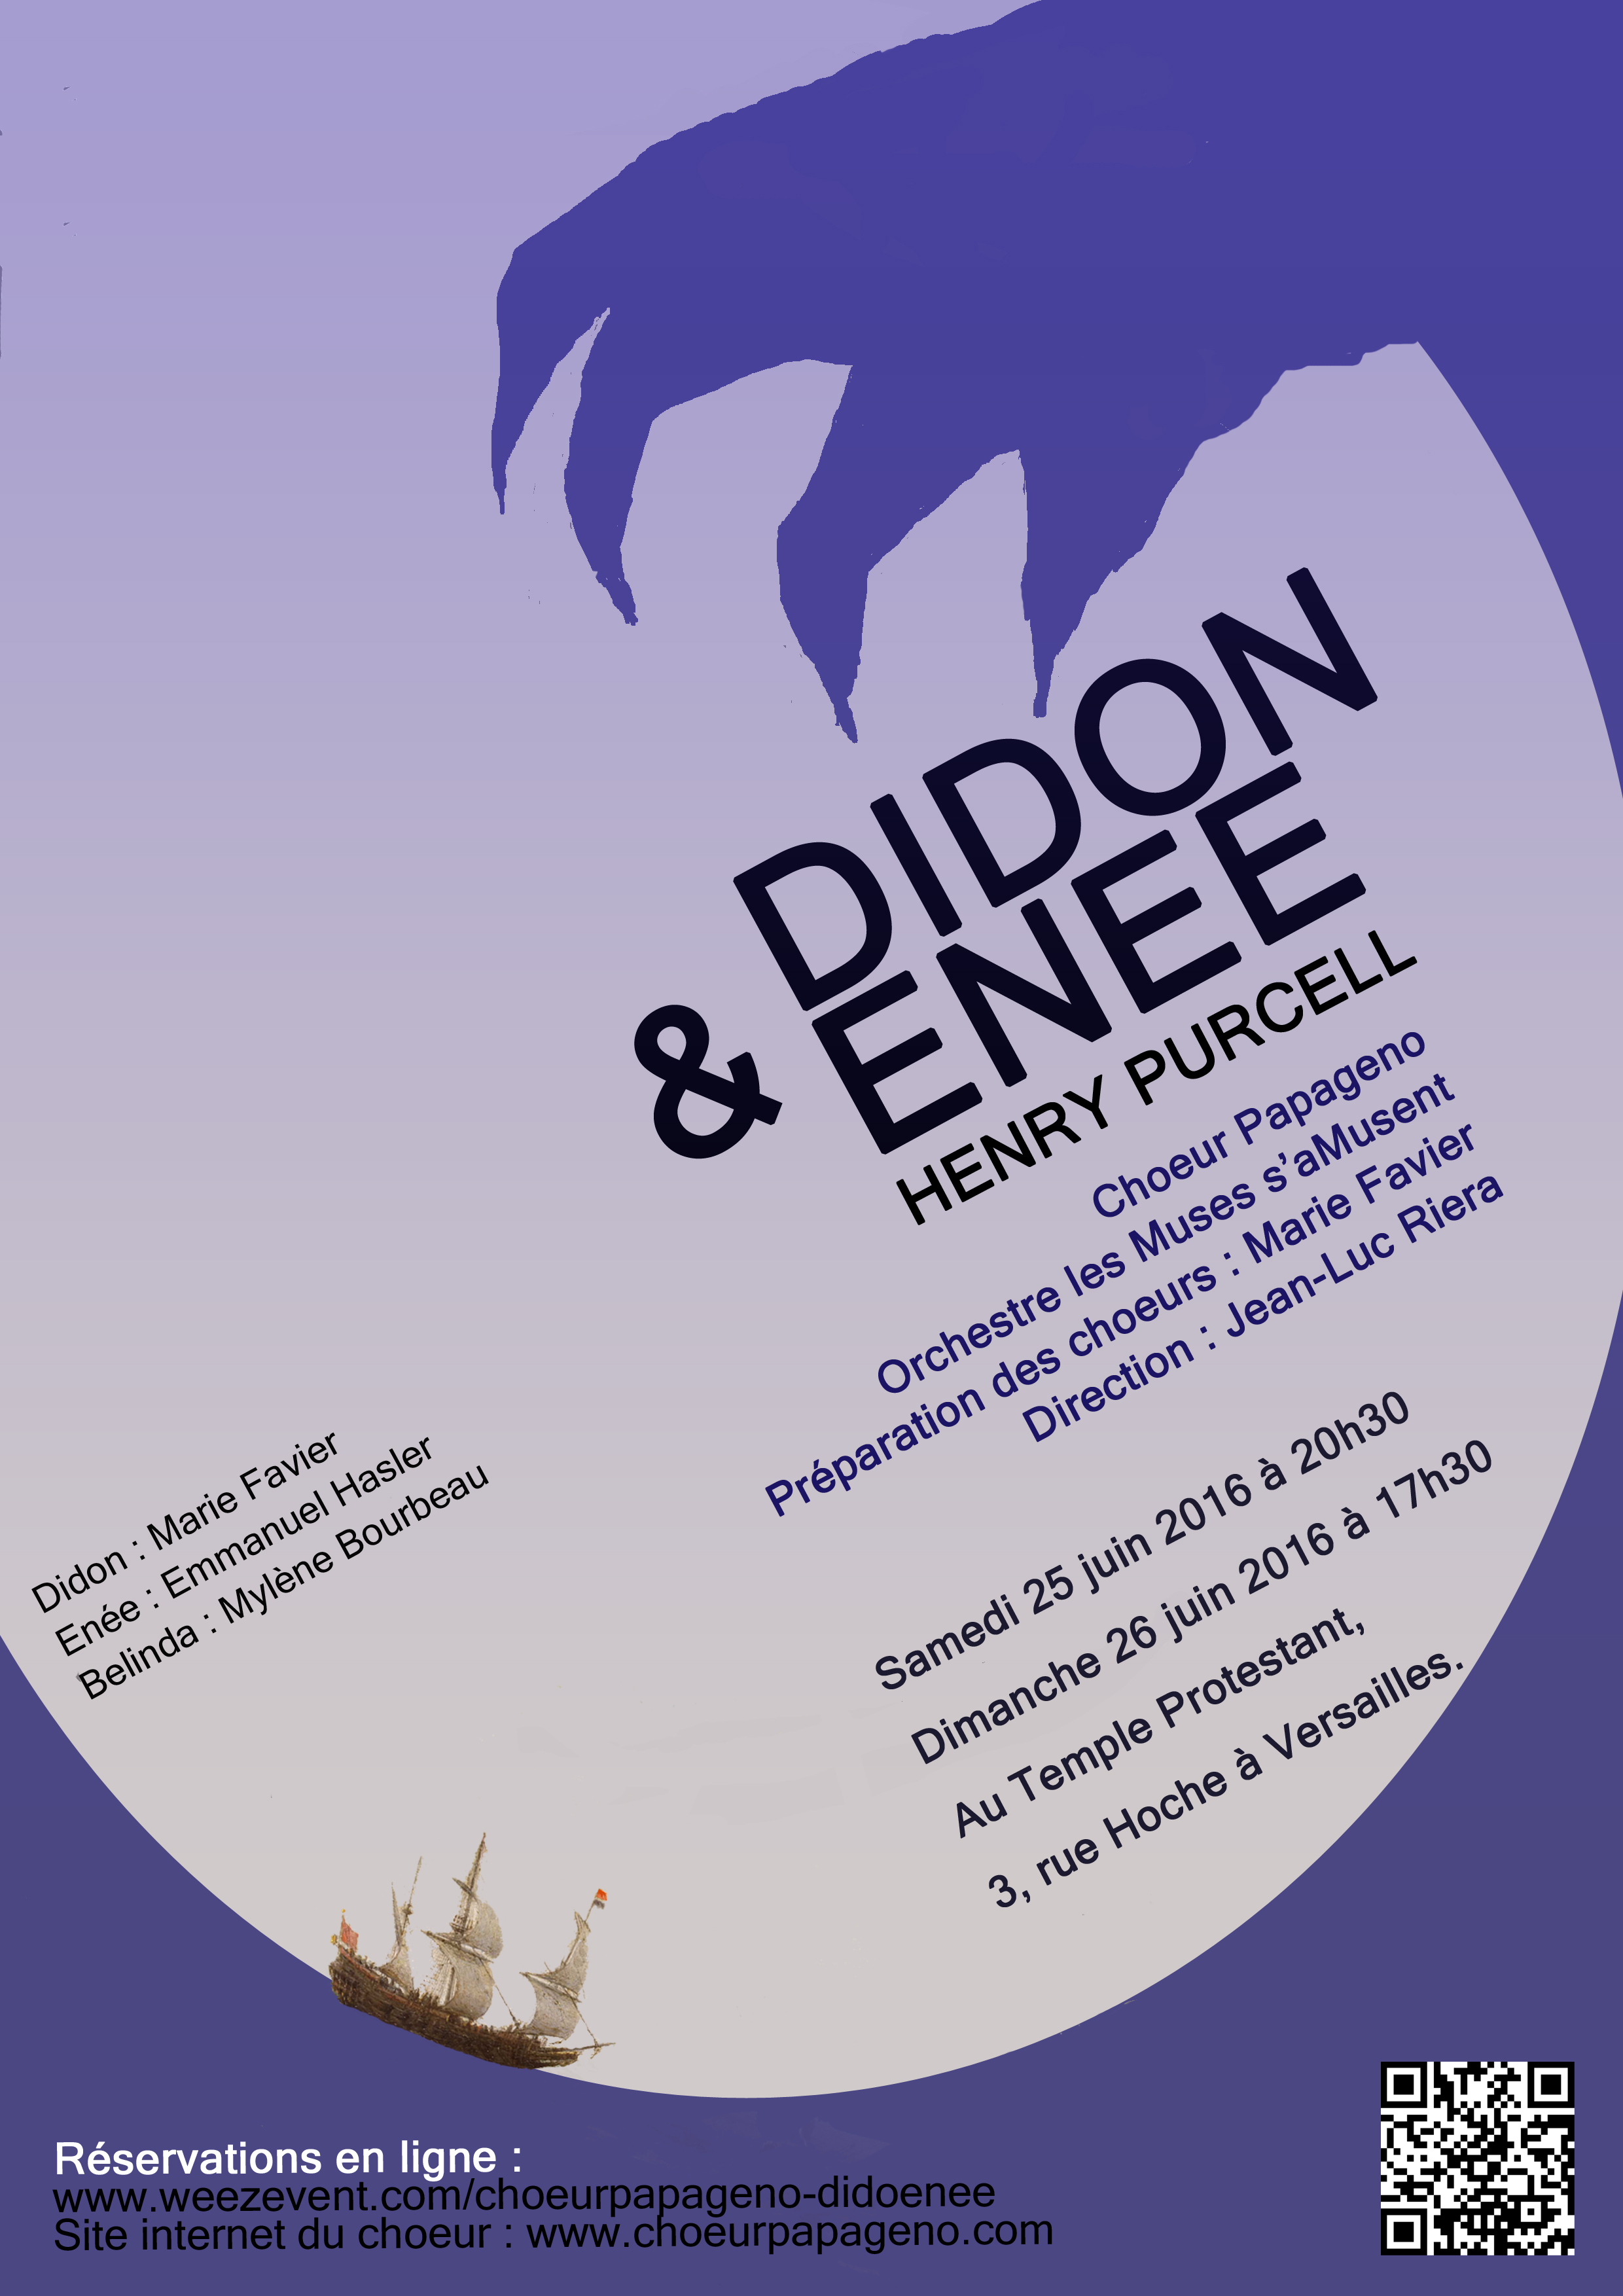 DIDON
& ENEE
HENRY PURCELL
Choeur Papageno
Orchestre les Muses s’aMusent
Préparation des choeurs : Marie Favier
Direction : Jean-Luc Riera
Didon : Marie Favier
Enée : Emmanuel Hasler
Belinda : Mylène Bourbeau
Samedi 25 juin 2016 à 20h30
Dimanche 26 juin 2016 à 17h30
Au Temple Protestant,
3, rue Hoche à Versailles.
Réservations en ligne :
www.weezevent.com/choeurpapageno-didoenee
Site internet du choeur : www.choeurpapageno.com